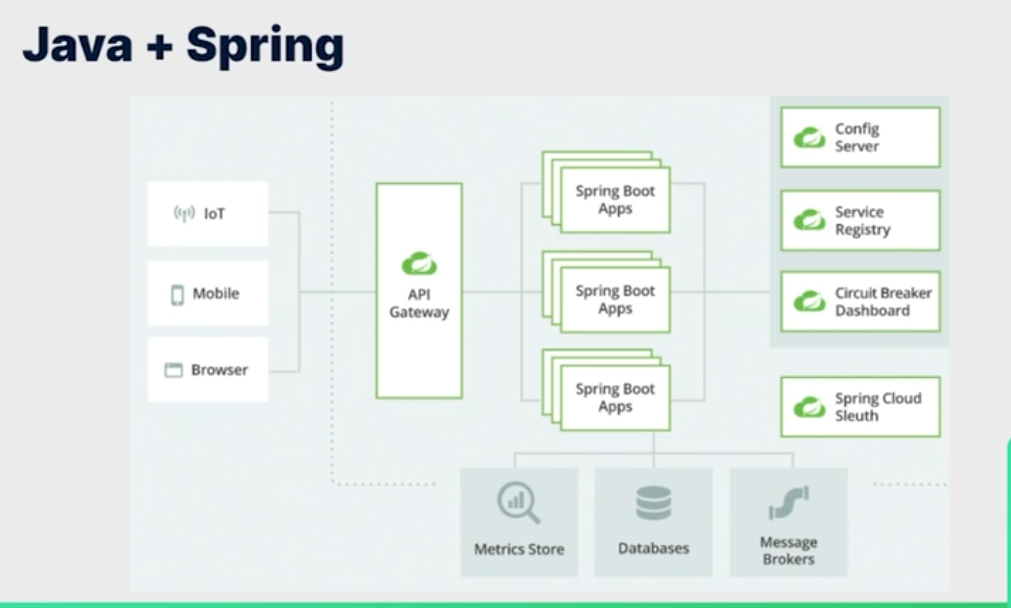 Java + Spring
IoT
Mobile
Browser
API
Gateway
Spring Boot
Apps
Spring Boot
Apps
Spring Boot
Apps
Config
Server
Service
Registry
Circuit Breaker
Dashboard
Spring Cloud
Sleuth
Metrics Store
Databases
Message
Brokers